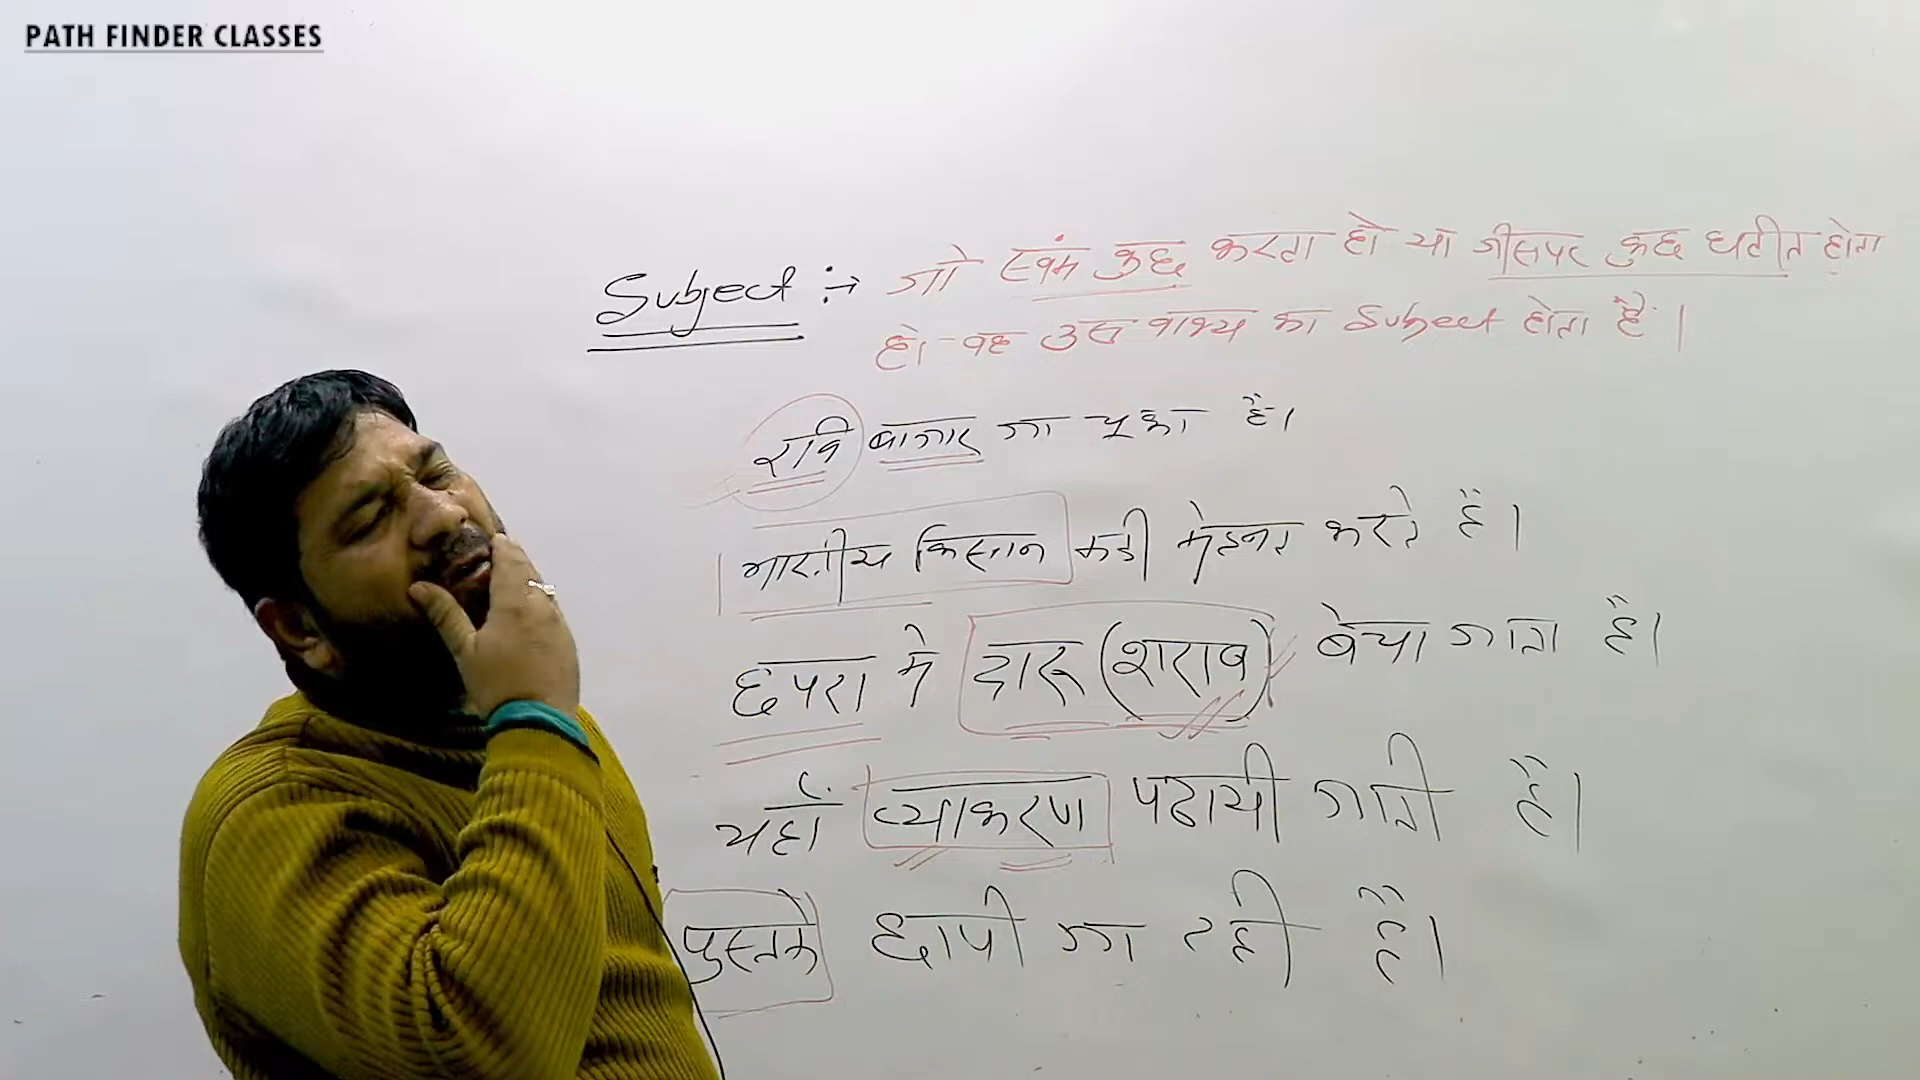 PATH FINDER CLASSES
Subject :→ जो स्वंम कुछ करता हो या जीसपर कुछ घटीत होता
हो वह उस वाक्य का Subject होता है।
रवि बाजार जा चूका है।
भारतीय किसान कडी मेहनत करते हैं।
छपरा मे दारू (शराब) बेचा जाता है।
यहाँ व्याकरण पढायी जाती है।
पुस्तके छापी जा रही हैं।